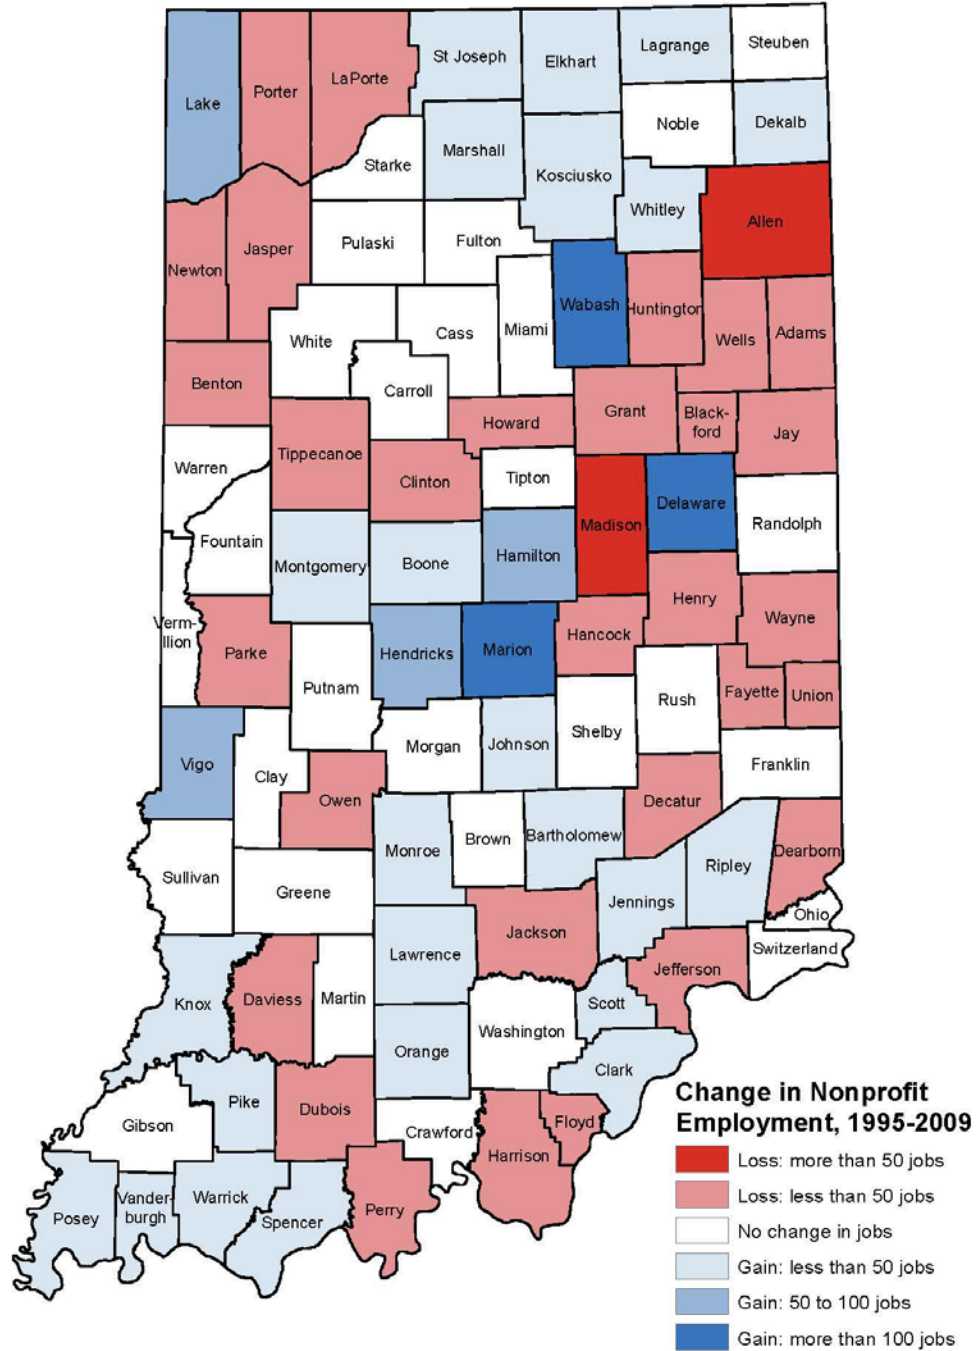 Steuben
Lagrange
St Joseph
Elkhart
LaPorte
Porter
Lake
Noble
Dekalb
Marshall
Starke
Kosciusko
Whitley
Allen
Fulton
Pulaski
Jasper
Newton
Wabash
Huntington
Miami
Cass
White
Wells
Adams
Benton
Carroll
Grant
Black-
ford
Howard
Jay
Tippecanoe
Warren
Clinton
Tipton
Delaware
Madison
Randolph
Fountain
Hamilton
Boone
Montgomery
Henry
Wayne
Verm-
llion
Hancock
Marion
Hendricks
Parke
Putnam
Fayette
Union
Rush
Shelby
Morgan
Johnson
Franklin
Vigo
Clay
Owen
Decatur
Brown
Bartholomew
Monroe
Dearborn
Ripley
Sullivan
Greene
Jennings
Ohio
Jackson
Switzerland
Lawrence
Jefferson
Knox
Daviess
Martin
Scott
Washington
Orange
Clark
Pike
Dubois
Gibson
Crawford
Floyd
Harrison
Vander-
burgh
Warrick
Posey
Spencer
Perry
Change in Nonprofit
Employment, 1995-2009
Loss: more than 50 jobs
Loss: less than 50 jobs
No change in jobs
Gain: less than 50 jobs
Gain: 50 to 100 jobs
Gain: more than 100 jobs